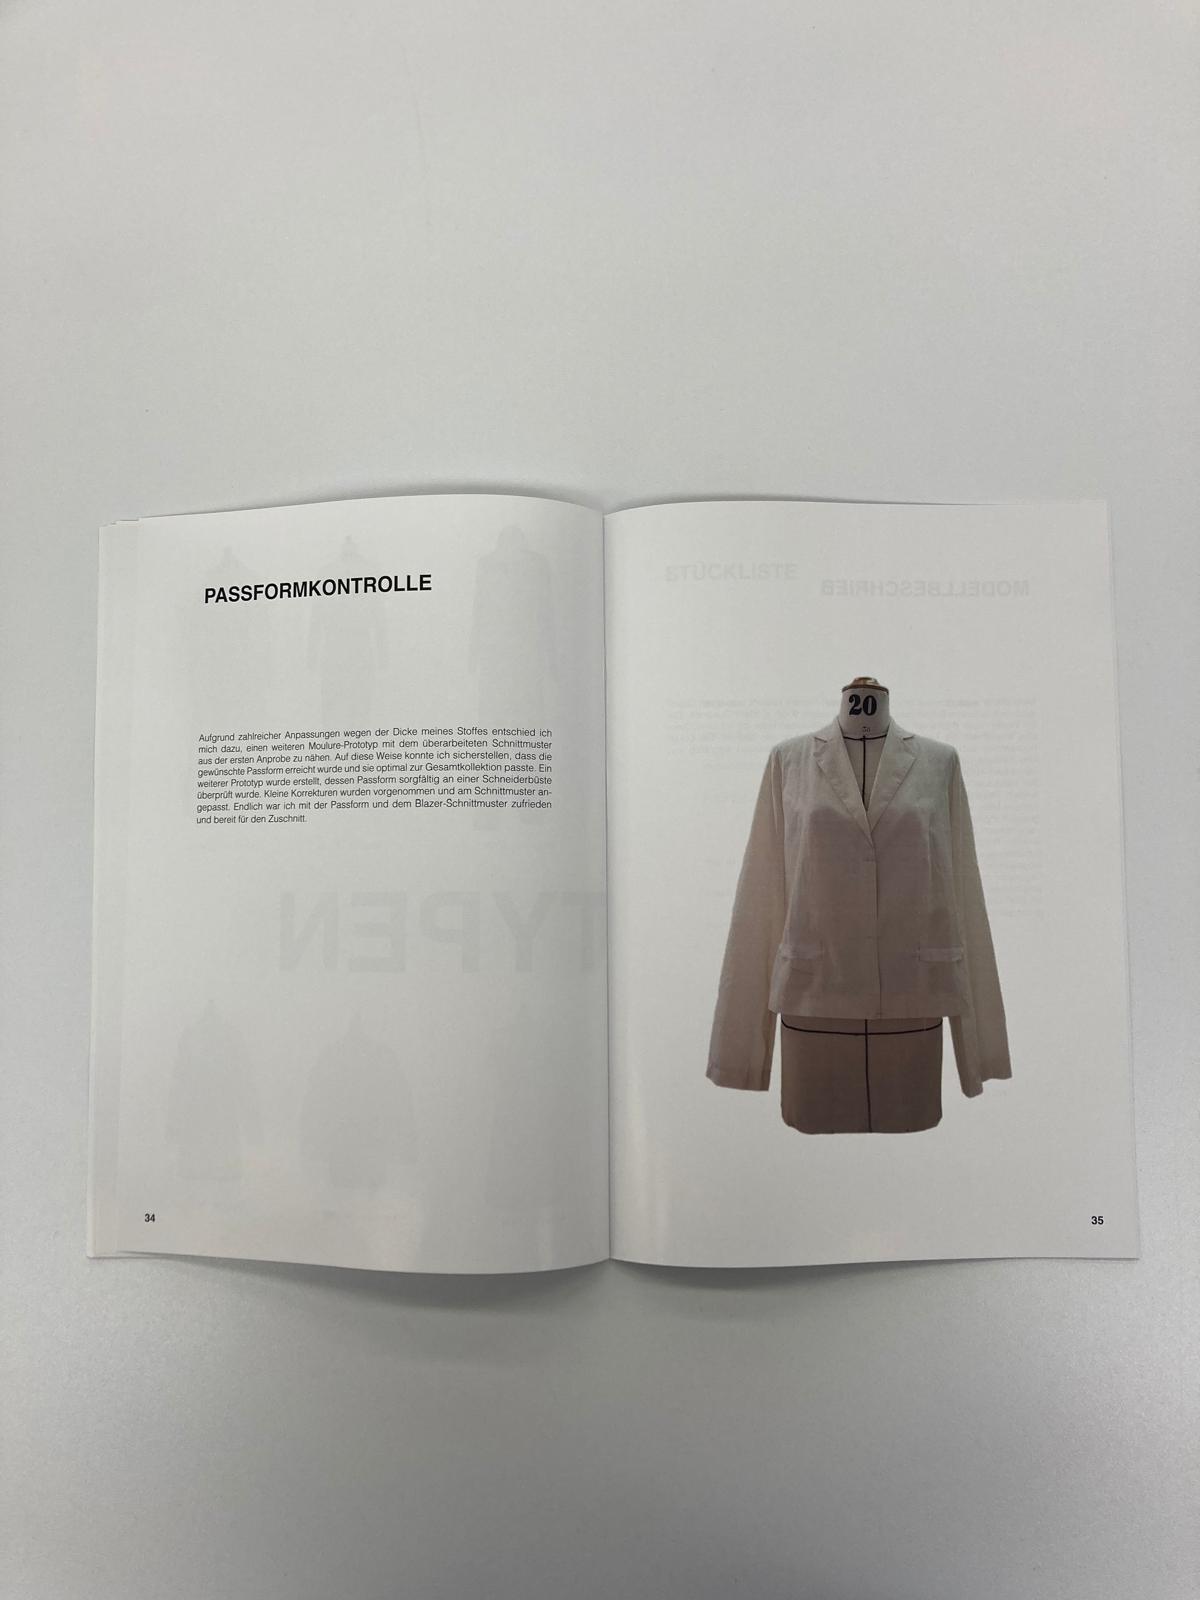 PASSFORMKONTROLLE
Aufgrund zahlreicher Anpassungen wegen der Dicke meines Stoffes entschied ich
mich dazu, einen weiteren Moulure-Prototyp mit dem überarbeiteten Schnittmuster
aus der ersten Anprobe zu nähen. Auf diese Weise konnte ich sicherstellen, dass die
gewünschte Passform erreicht wurde und sie optimal zur Gesamtkollektion passte. Ein
weiterer Prototyp wurde erstellt, dessen Passform sorgfältig an einer Schneiderbüste
überprüft wurde. Kleine Korrekturen wurden vorgenommen und am Schnittmuster an-
gepasst. Endlich war ich mit der Passform und dem Blazer-Schnittmuster zufrieden
und bereit für den Zuschnitt.
TYPEN
34
STÜCKLISTE
MODELLBESCHRIEB
20
35